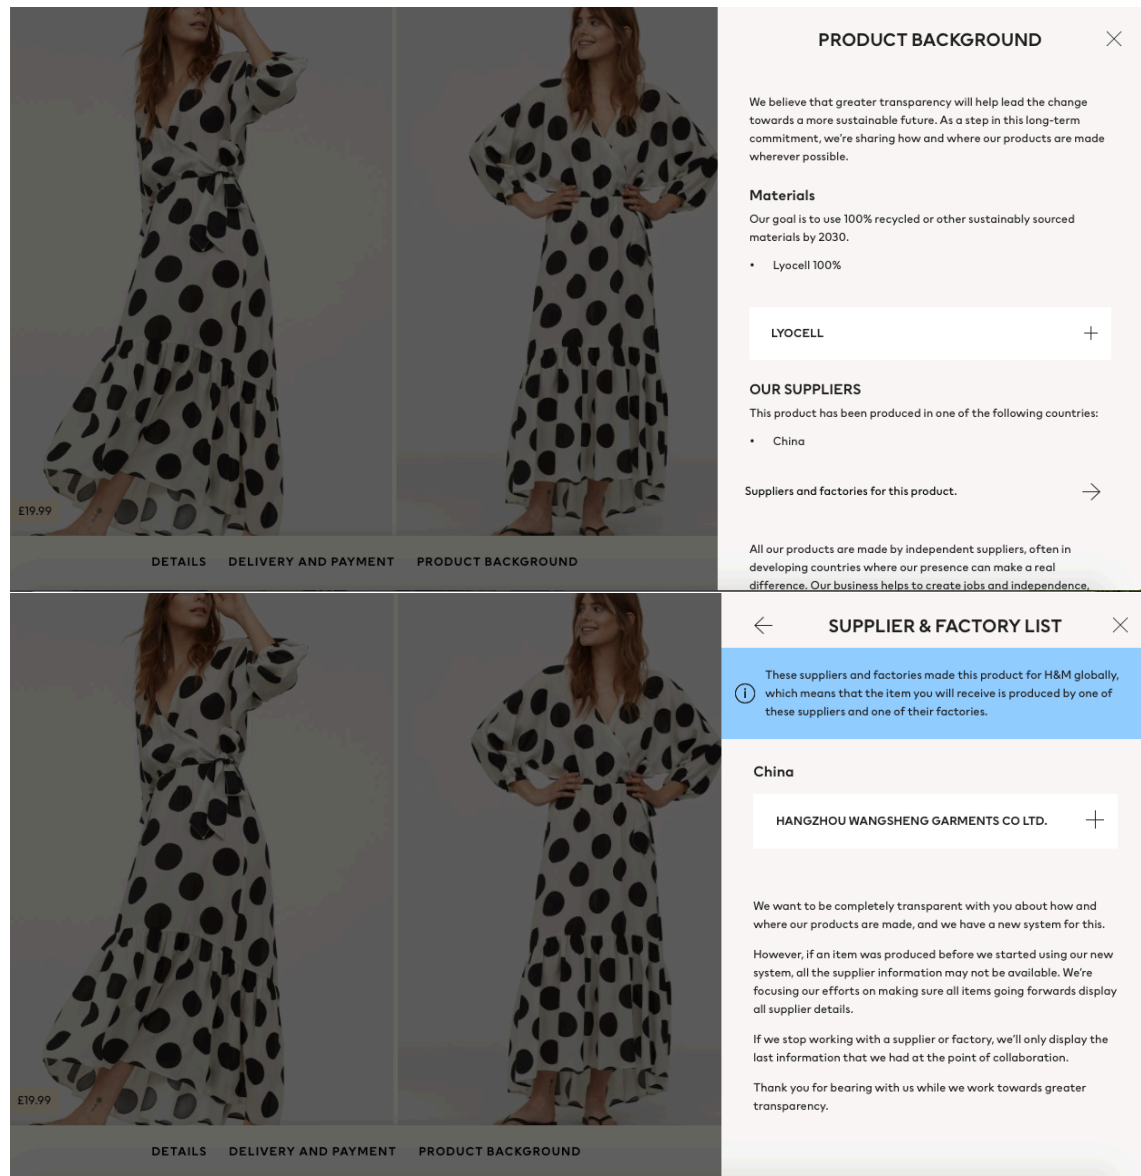 PRODUCT BACKGROUND
We believe that greater transparency will help lead the change
towards a more sustainable future. As a step in this long-term
commitment, we're sharing how and where our products are made
wherever possible.
Materials
Our goal is to use 100% recycled or other sustainably sourced
materials by 2030.
• Lyocell 100%
LYOCELL
OUR SUPPLIERS
This product has been produced in one of the following countries:
• China
Suppliers and factories for this product.
All our products are made by independent suppliers, often in
developing countries where our presence can make a real
difference. Our business helps to create jobs and independence,
£19.99
DETAILS DELIVERY AND PAYMENT PRODUCT BACKGROUND
SUPPLIER & FACTORY LIST
These suppliers and factories made this product for H&M globally,
which means that the item you will receive is produced by one of
these suppliers and one of their factories.
China
HANGZHOU WANGSHENG GARMENTS CO LTD.
We want to be completely transparent with you about how and
where our products are made, and we have a new system for this.
However, if an item was produced before we started using our new
system, all the supplier information may not be available. We're
focusing our efforts on making sure all items going forwards display
all supplier details.
If we stop working with a supplier or factory, we'll only display the
last information that we had at the point of collaboration.
Thank you for bearing with us while we work towards greater
transparency.
£19.99
DETAILS DELIVERY AND PAYMENT PRODUCT BACKGROUND